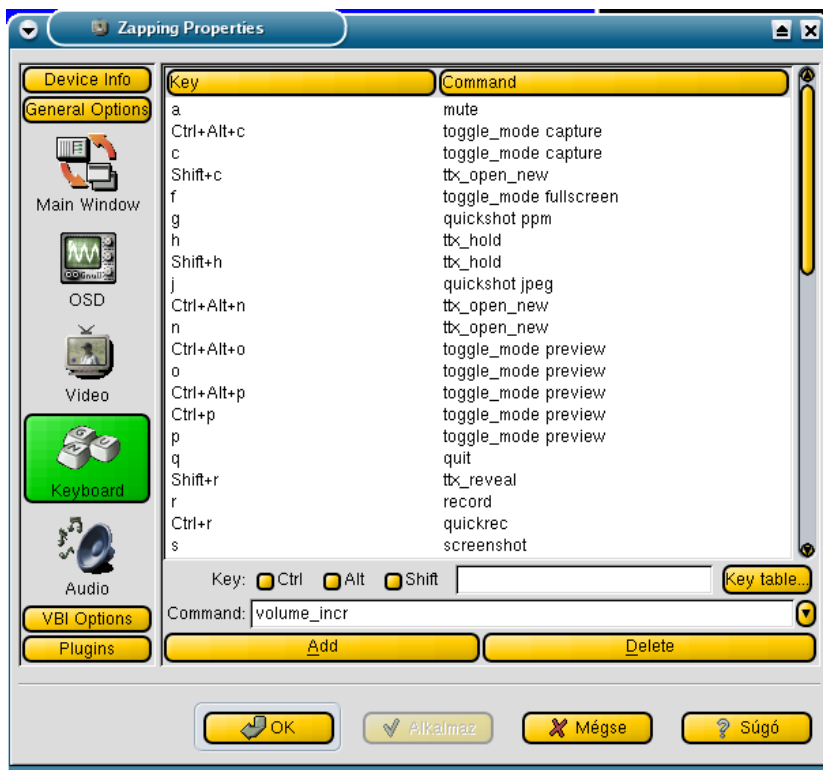 Zapping Properties
Device Info
General Options
Main Window
OSD
Video
Keyboard
Audio
VBI Options
Plugins
Key Command
a mute
Ctrl+Alt+c toggle_mode capture
c toggle_mode capture
Shift+c ttx_open_new
f toggle_mode fullscreen
g quickshot ppm
h ttx_hold
Shift+h ttx_hold
j quickshot jpeg
Ctrl+Alt+n ttx_open_new
n ttx_open_new
Ctrl+Alt+o toggle_mode preview
o toggle_mode preview
Ctrl+Alt+p toggle_mode preview
Ctrl+p toggle_mode preview
p toggle_mode preview
q quit
Shift+r ttx_reveal
r record
Ctrl+r quickrec
s screenshot
Key: Ctrl Alt Shift Key table...
Command: volume_incr
Add Delete
OK Alkalmaz Mégse Súgó